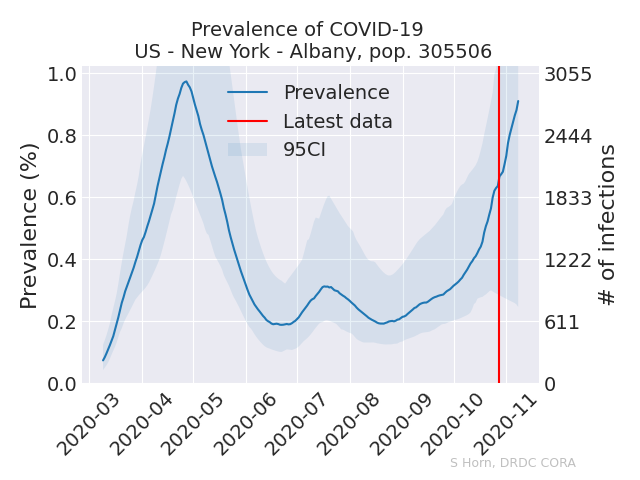 Prevalence of COVID-19
US - New York - Albany, pop. 305506
1.0
0.8
0.6
0.4
0.2
0.0
Prevalence (%)
Prevalence
Latest data
95CI
3055
2444
1833
1222
611
0
# of infections
2020-03
2020-04
2020-05
2020-06
2020-07
2020-08
2020-09
2020-10
2020-11
S Horn, DRDC CORA